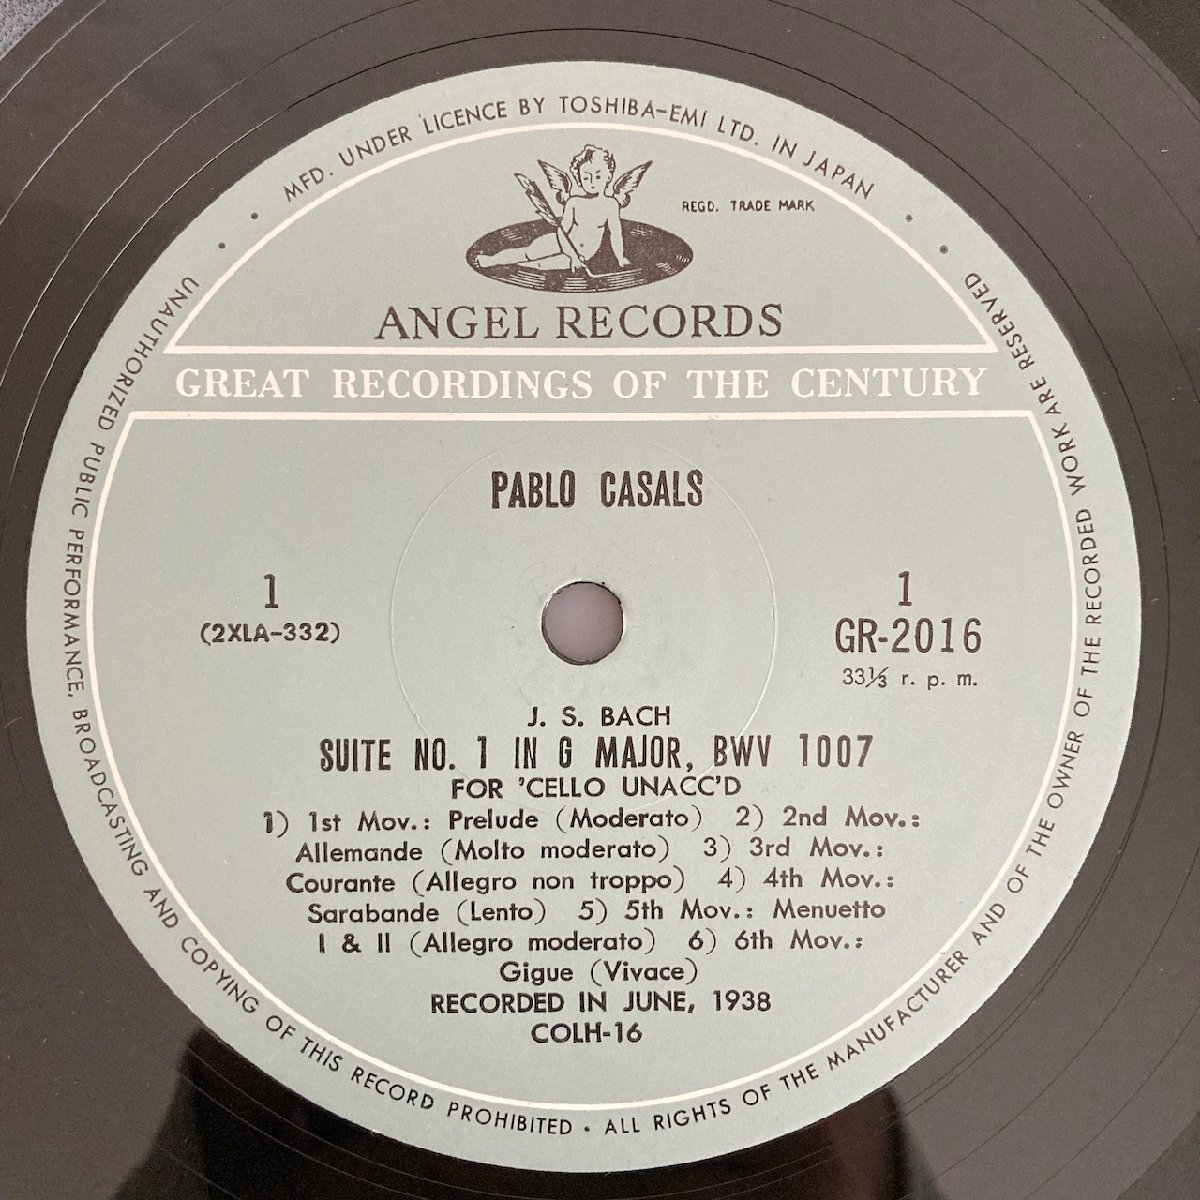 MFD. UNDER LICENCE BY TOSHIBA-EMI LTD. IN JAPAN
REGD. TRADE MARK
ANGEL RECORDS
GREAT RECORDINGS OF THE CENTURY
PABLO CASALS
1
(2XLA-332)
1
GR-2016
33⅓ r. p. m.
J. S. BACH
SUITE NO. 1 IN G MAJOR, BWV 1007
FOR 'CELLO UNACC'D
1) 1st Mov.: Prelude (Moderato) 2) 2nd Mov.:
Allemande (Molto moderato) 3) 3rd Mov.:
Courante (Allegro non troppo) 4) 4th Mov.:
Sarabande (Lento) 5) 5th Mov.: Menuetto
I & II (Allegro moderato) 6) 6th Mov.:
Gigue (Vivace)
RECORDED IN JUNE, 1938
COLH-16
UNAUTHORIZED PUBLIC PERFORMANCE, BROADCASTING AND COPYING OF THIS RECORD PROHIBITED • ALL RIGHTS OF THE MANUFACTURER AND OF THE OWNER OF THE RECORDED WORK ARE RESERVED